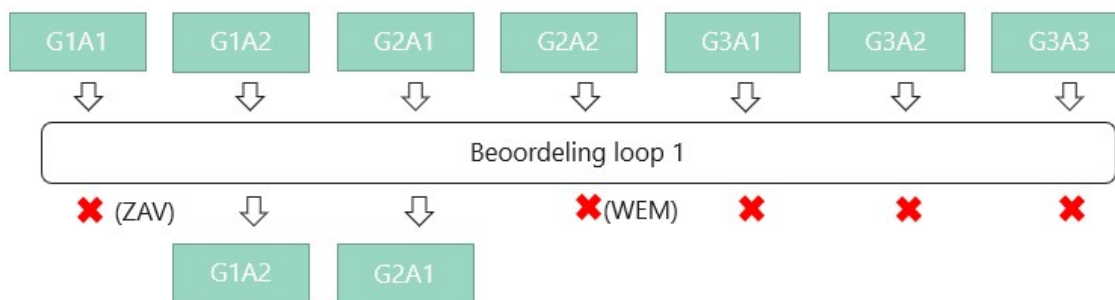 G1A1 G1A2 G2A1 G2A2 G3A1 G3A2 G3A3
Beoordeling loop 1
(ZAV) (WEM)
G1A2 G2A1